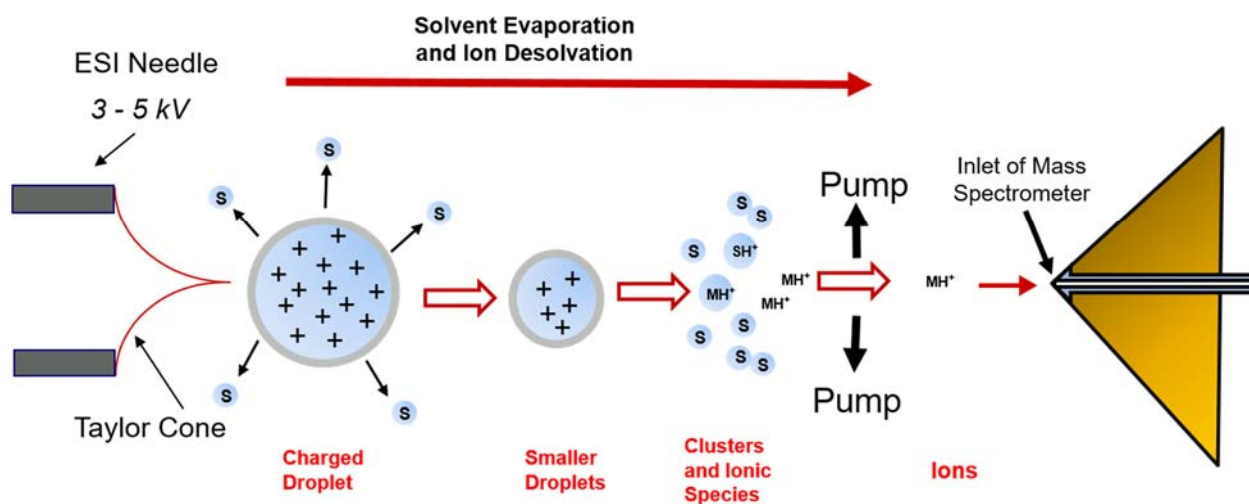 Solvent Evaporation
and Ion Desolvation
ESI Needle
3 - 5 kV
S
S
S
S
S
Taylor Cone
+ + + + + + + + + + + + + + +
Charged
Droplet
+ + + + +
Smaller
Droplets
S
S
S
SH⁺
MH⁺
MH⁺
MH⁺
S
S
S
S
Clusters
and Ionic
Species
Pump
Pump
MH⁺
Ions
Inlet of Mass
Spectrometer